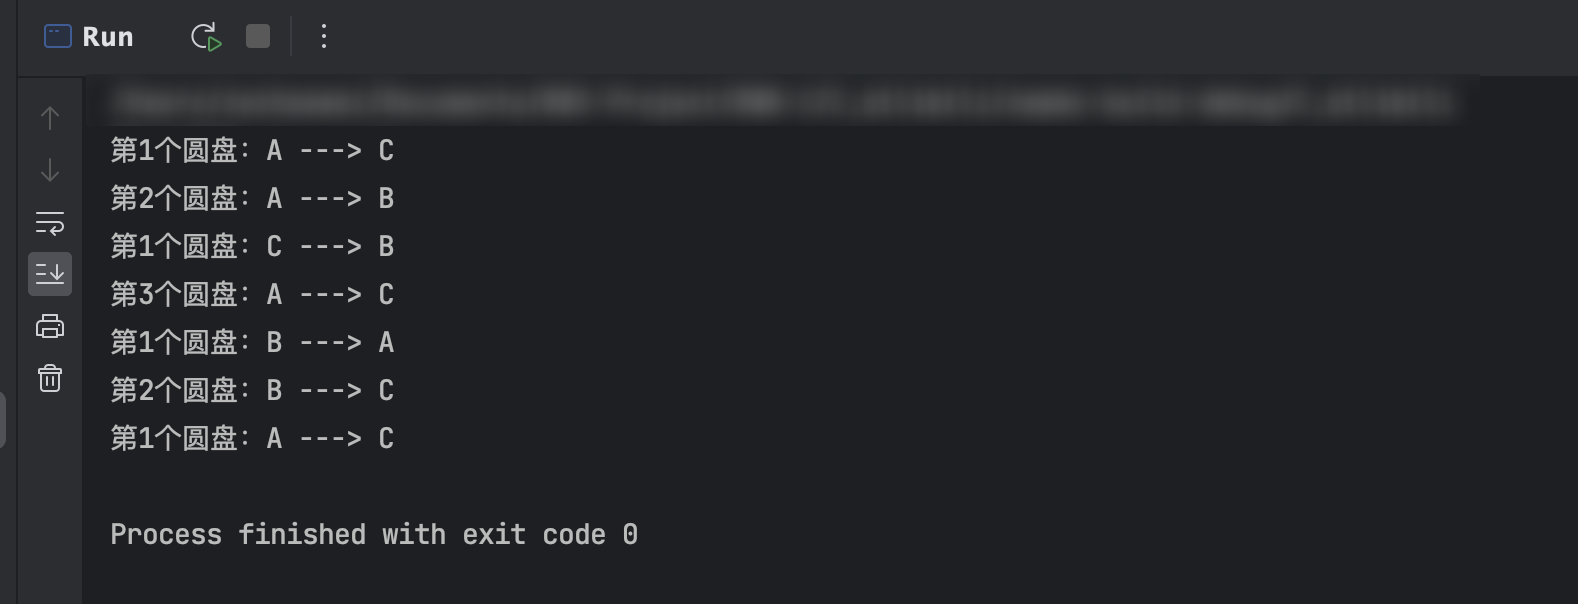 Run
第1个圆盘：A ---> C
第2个圆盘：A ---> B
第1个圆盘：C ---> B
第3个圆盘：A ---> C
第1个圆盘：B ---> A
第2个圆盘：B ---> C
第1个圆盘：A ---> C
Process finished with exit code 0